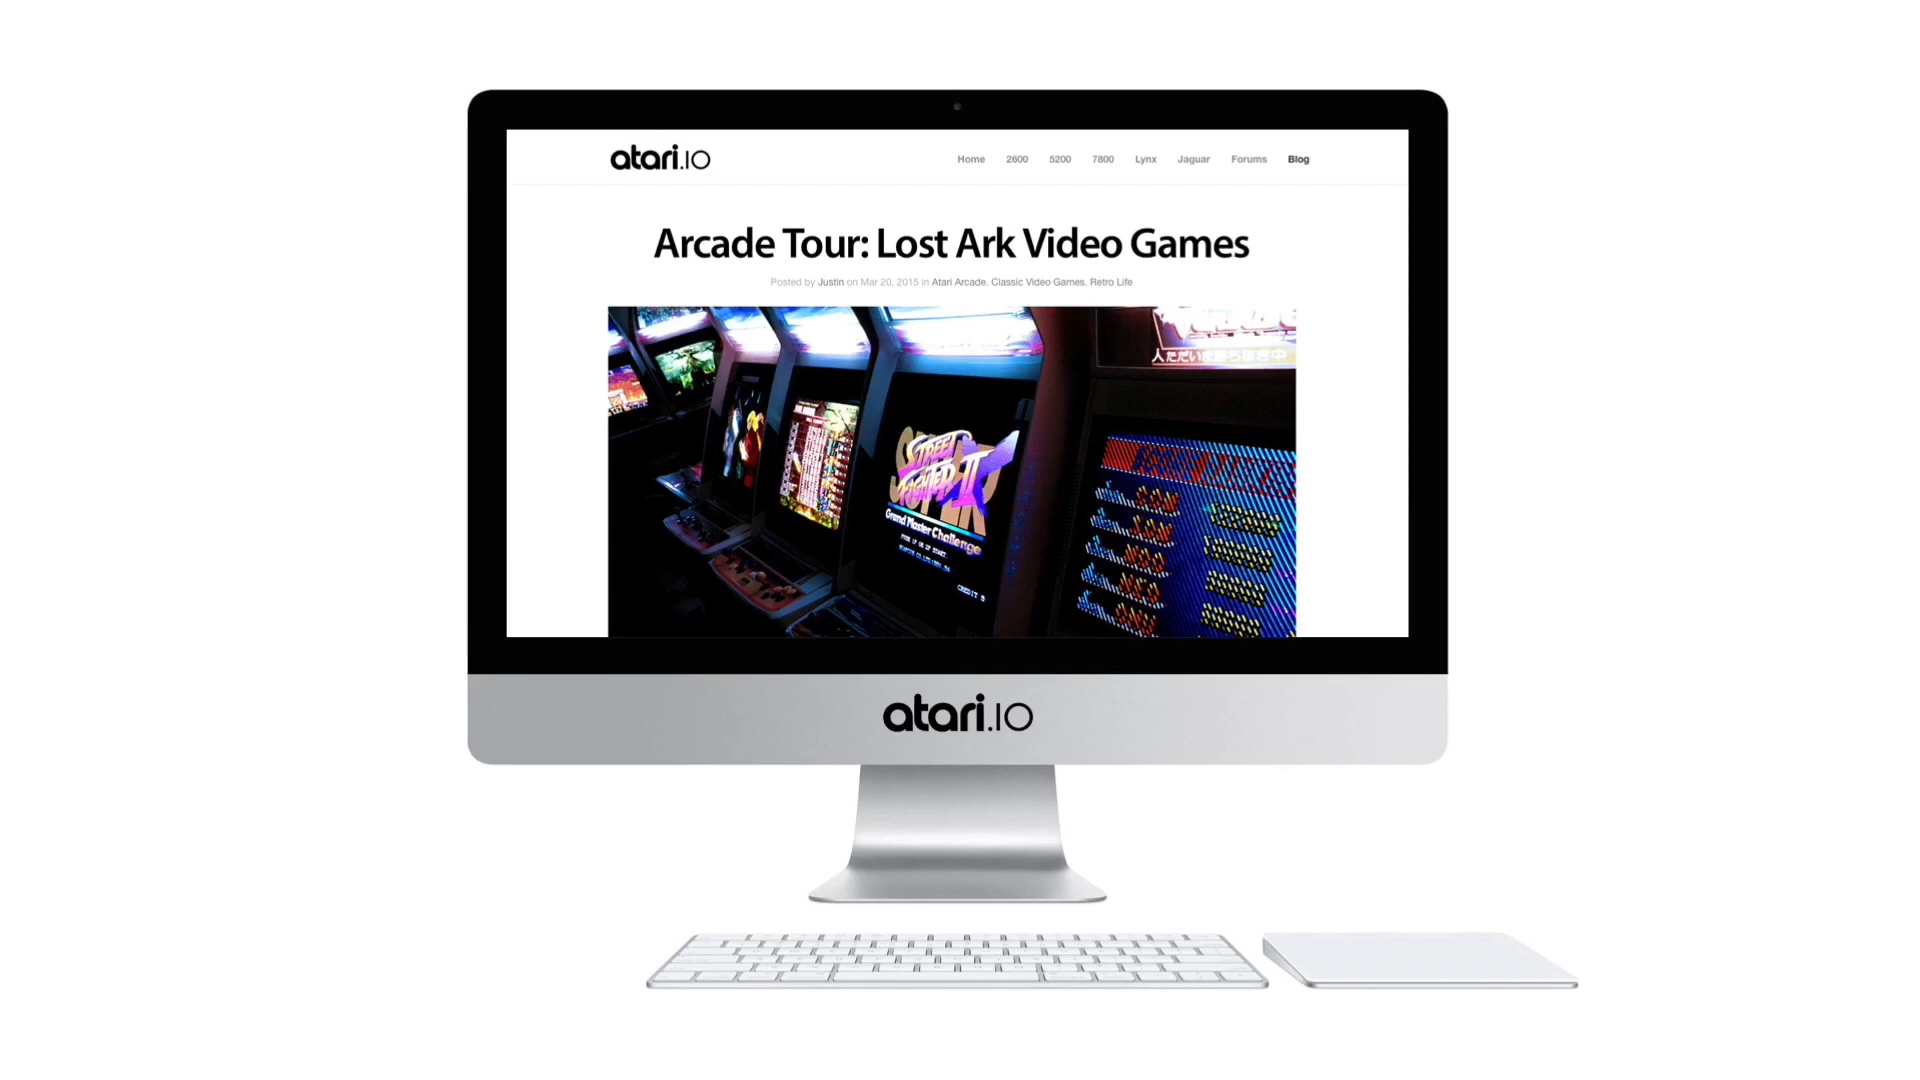 atari.IO
Home 2600 5200 7800 Lynx Jaguar Forums Blog
Arcade Tour: Lost Ark Video Games
Posted by Justin on Mar 20, 2015 in Atari Arcade, Classic Video Games, Retro Life
SUPER
STREET
FIGHTER II X
Grand Master Challenge
CREDIT
atari.IO